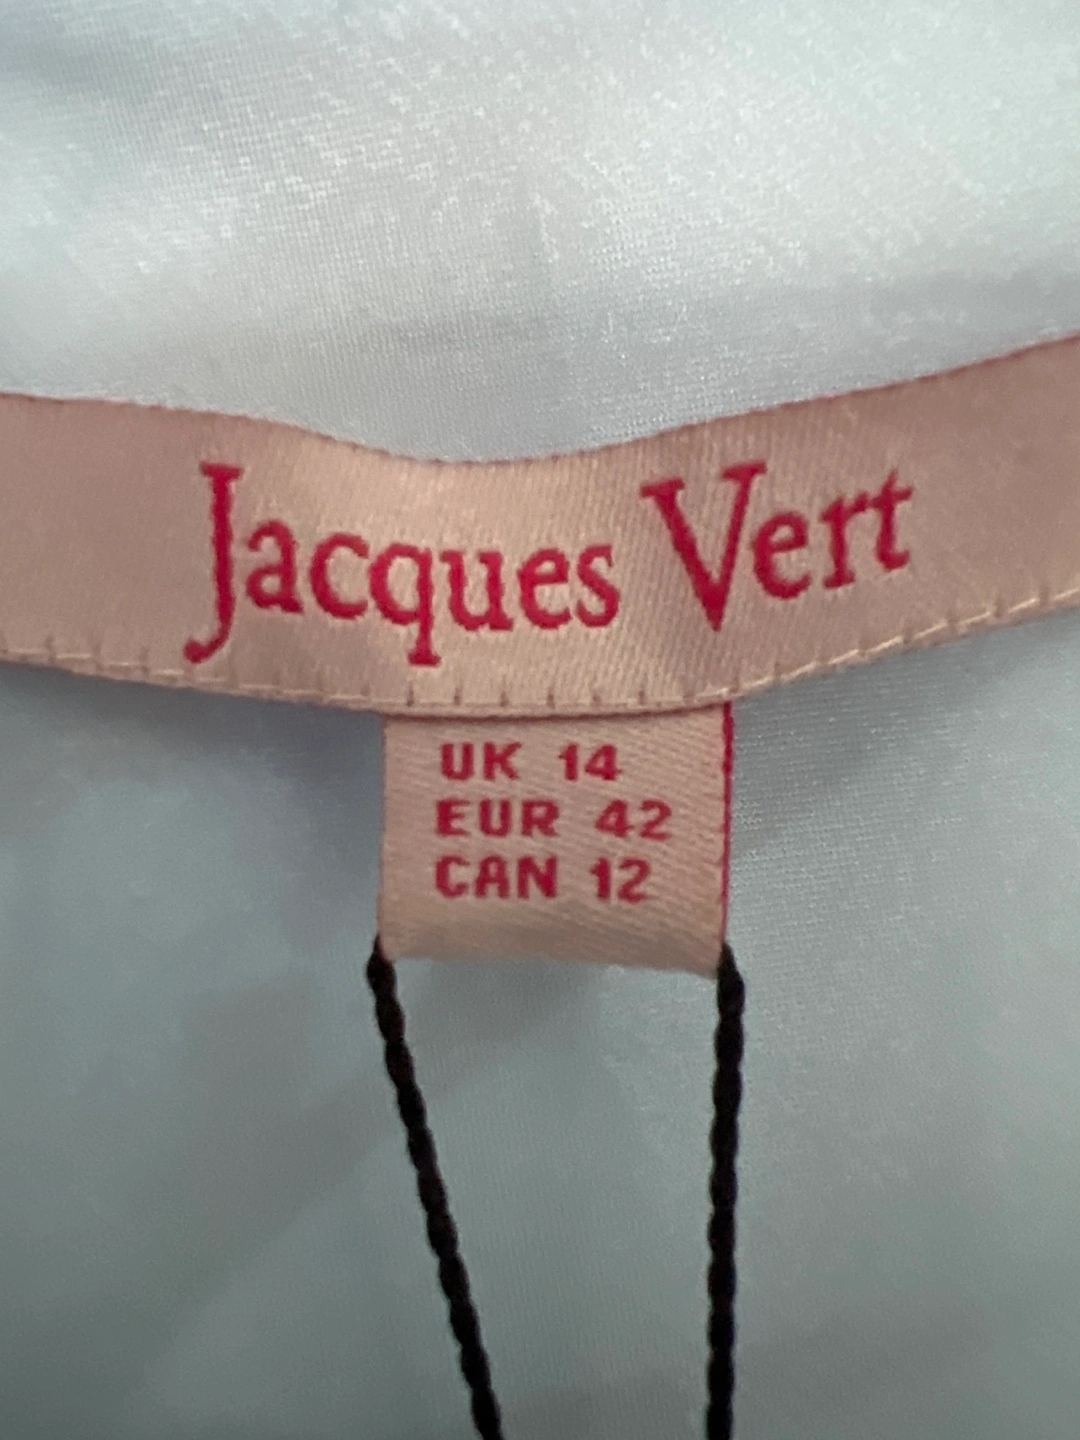 Jacques Vert
UK 14
EUR 42
CAN 12